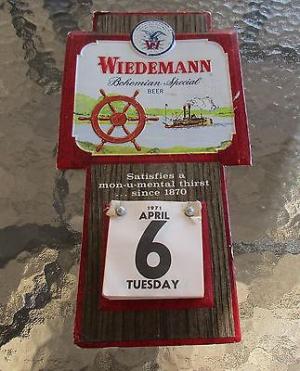 WIEDEMANN
Bohemian Special
BEER
Satisfies a
mon-u-mental thirst
... since 1870
1971
APRIL
6
TUESDAY